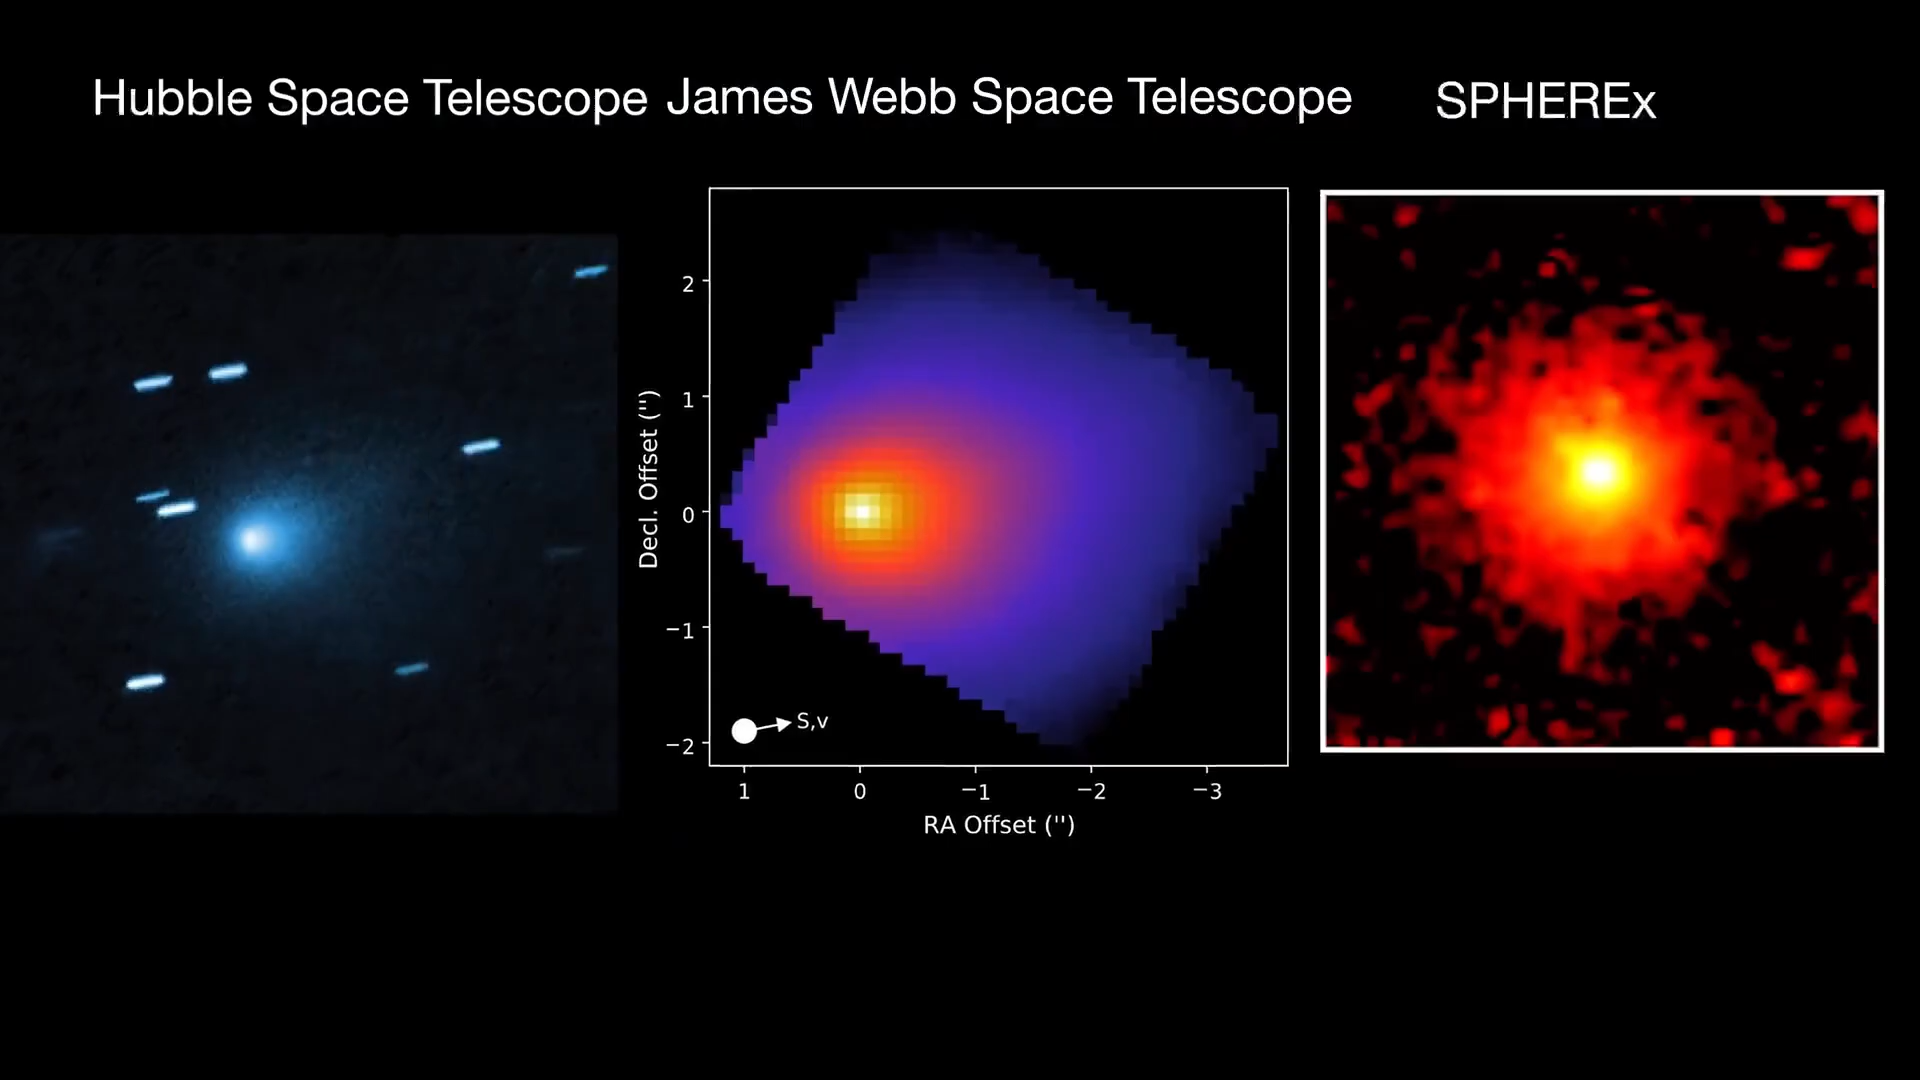 Hubble Space Telescope
James Webb Space Telescope
SPHEREx
Decl. Offset ('')
2
1
0
−1
−2
S,v
1 0 −1 −2 −3
RA Offset ('')